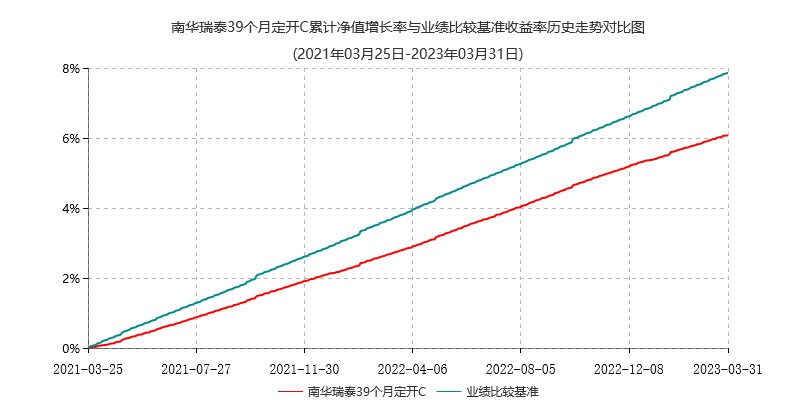 南华瑞泰39个月定开C累计净值增长率与业绩比较基准收益率历史走势对比图
(2021年03月25日-2023年03月31日)
8%
6%
4%
2%
0%
2021-03-25 2021-07-27 2021-11-30 2022-04-06 2022-08-05 2022-12-08 2023-03-31
南华瑞泰39个月定开C 业绩比较基准